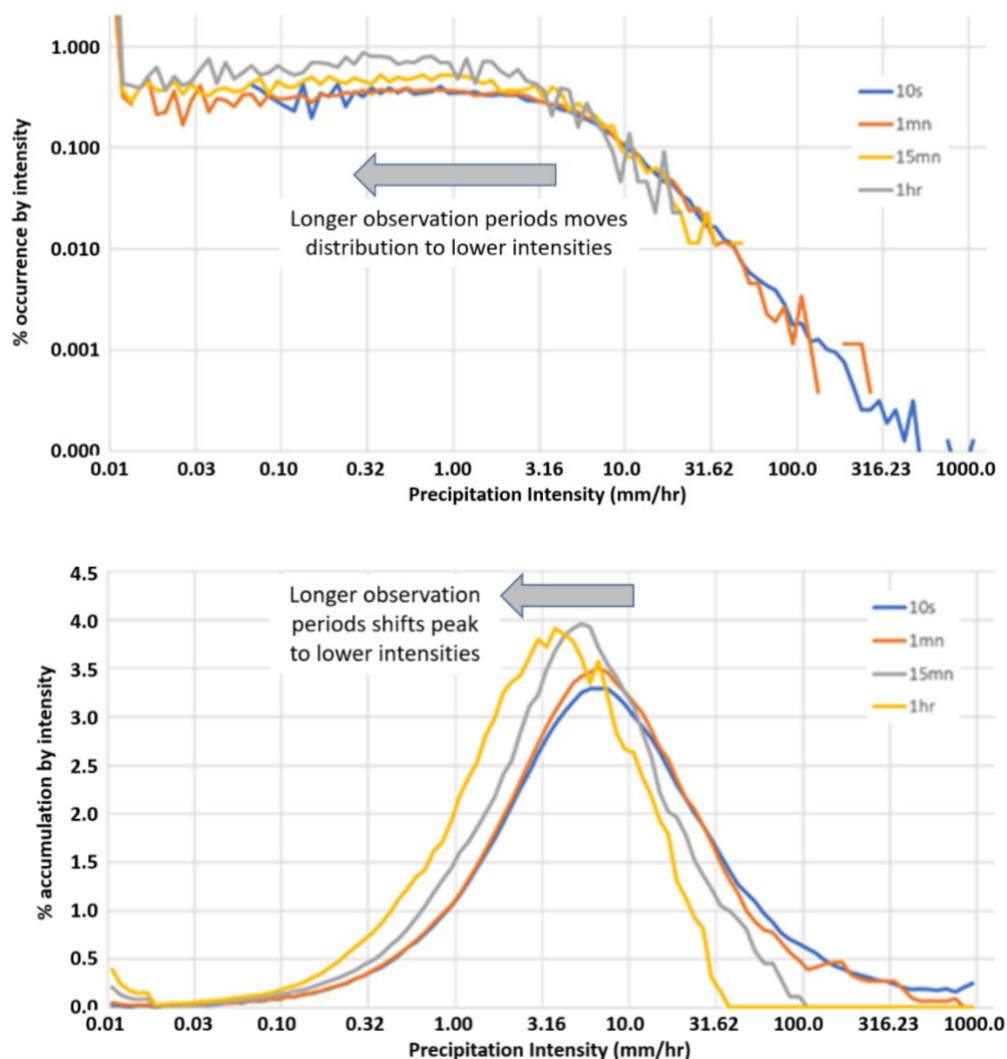 1.000
0.100
0.010
0.001
0.000
% occurrence by intensity
10s
1mn
15mn
1hr
Longer observation periods moves
distribution to lower intensities
0.01 0.03 0.10 0.32 1.00 3.16 10.0 31.62 100.0 316.23 1000.0
Precipitation Intensity (mm/hr)
4.5
4.0
3.5
3.0
2.5
2.0
1.5
1.0
0.5
0.0
% accumulation by intensity
Longer observation
periods shifts peak
to lower intensities
10s
1mn
15mn
1hr
0.01 0.03 0.10 0.32 1.00 3.16 10.0 31.62 100.0 316.23 1000.0
Precipitation Intensity (mm/hr)